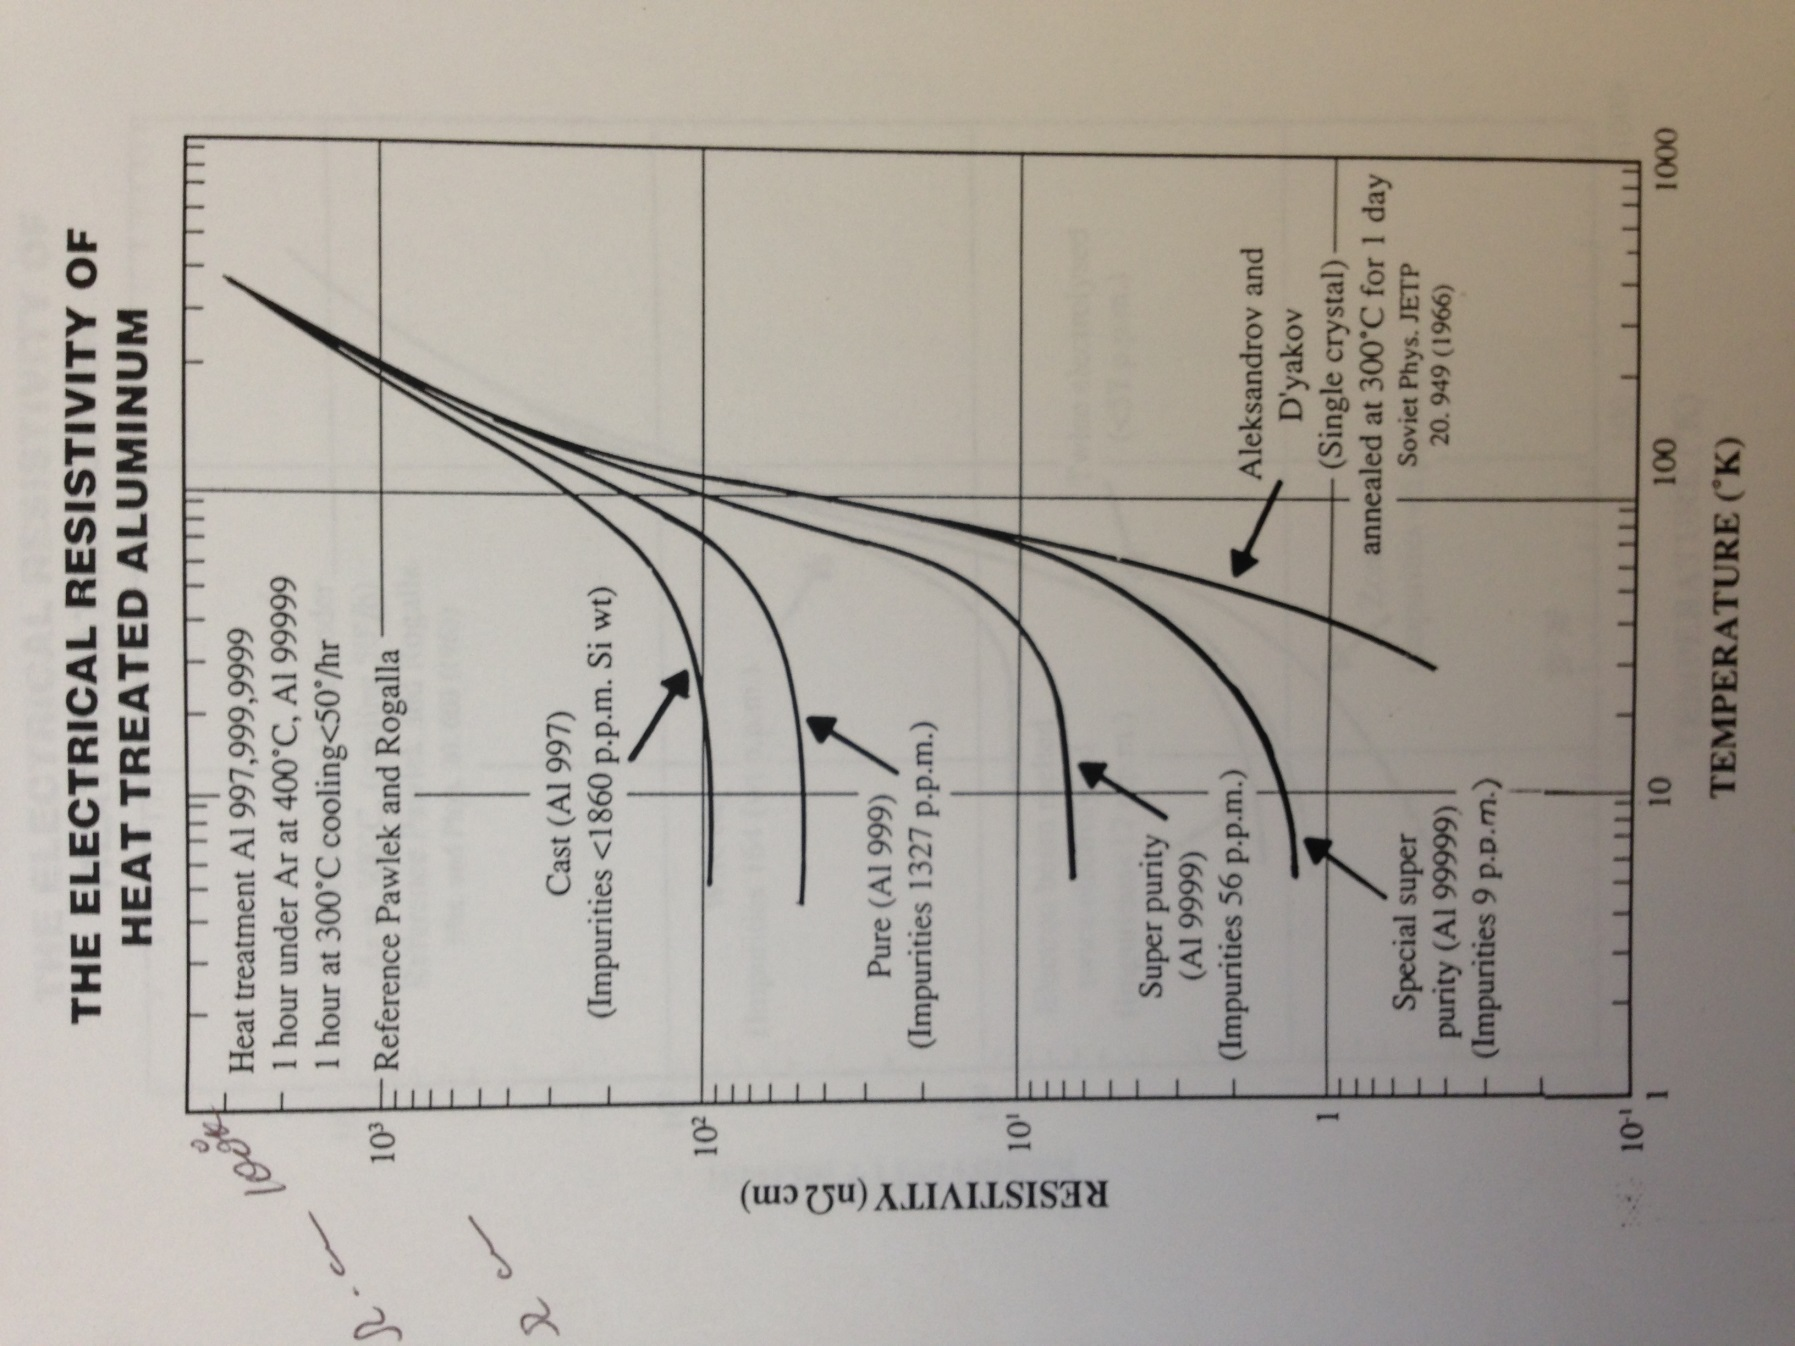 THE ELECTRICAL RESISTIVITY OF
HEAT TREATED ALUMINUM
Heat treatment Al 997,999,9999
1 hour under Ar at 400°C, Al 99999
1 hour at 300°C cooling<50°/hr
Reference Pawlek and Rogalla
Cast (Al 997)
(Impurities <1860 p.p.m. Si wt)
Pure (Al 999)
(Impurities 1327 p.p.m.)
Super purity
(Al 9999)
(Impurities 56 p.p.m.)
Special super
purity (Al 99999)
(Impurities 9 p.p.m.)
Aleksandrov and
D'yakov
(Single crystal)
annealed at 300°C for 1 day
Soviet Phys. JETP
20. 949 (1966)
RESISTIVITY (nΩ cm)
10³
10²
10¹
1
10⁻¹
1
10
100
1000
TEMPERATURE (°K)